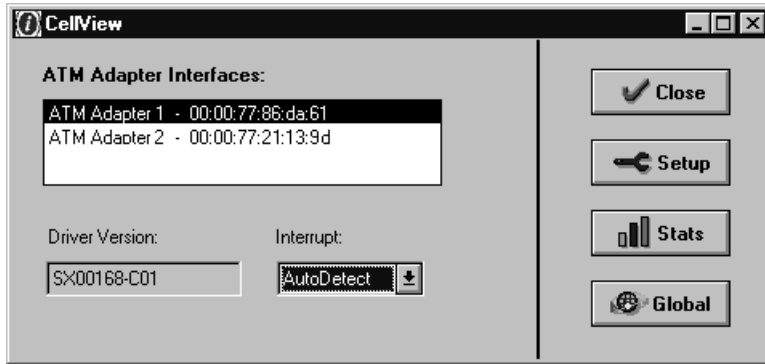 CellView
ATM Adapter Interfaces:
ATM Adapter 1 - 00:00:77:86:da:61
ATM Adapter 2 - 00:00:77:21:13:9d
Driver Version:
Interrupt:
SX00168-C01
AutoDetect
Close
Setup
Stats
Global